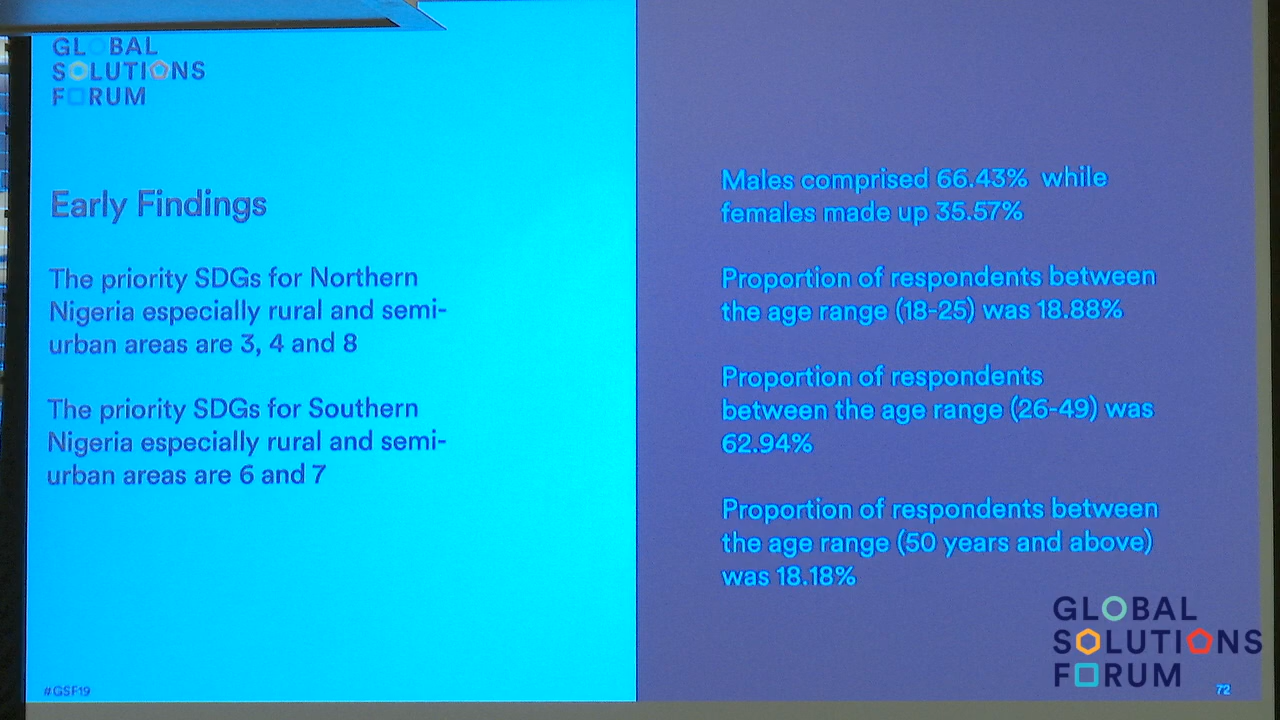 GLOBAL
SOLUTIONS
FORUM
Early Findings
The priority SDGs for Northern
Nigeria especially rural and semi-
urban areas are 3, 4 and 8
The priority SDGs for Southern
Nigeria especially rural and semi-
urban areas are 6 and 7
#GSF19
Males comprised 66.43% while
females made up 35.57%
Proportion of respondents between
the age range (18-25) was 18.88%
Proportion of respondents
between the age range (26-49) was
62.94%
Proportion of respondents between
the age range (50 years and above)
was 18.18%
GLOBAL
SOLUTIONS
FORUM
72